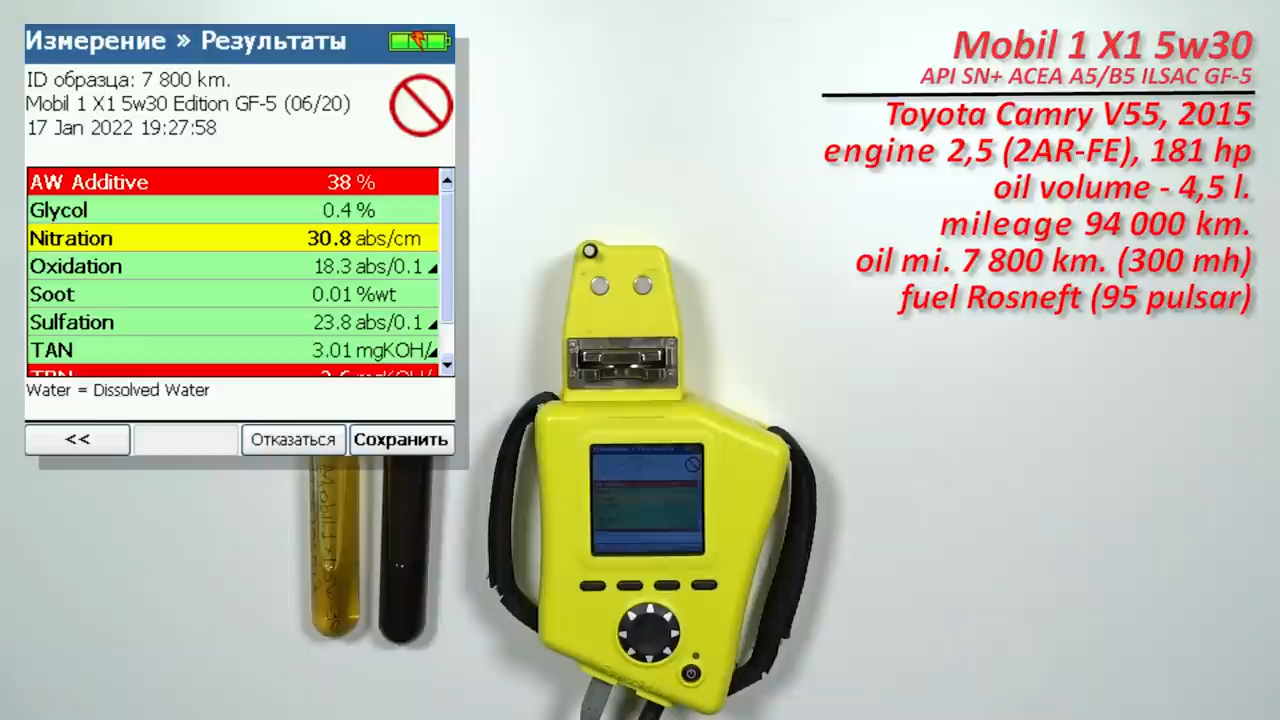 Измерение » Результаты
ID образца: 7 800 km.
Mobil 1 X1 5w30 Edition GF-5 (06/20)
17 Jan 2022 19:27:58
AW Additive 38 %
Glycol 0.4 %
Nitration 30.8 abs/cm
Oxidation 18.3 abs/0.1
Soot 0.01 %wt
Sulfation 23.8 abs/0.1
TAN 3.01 mgKOH/
Water = Dissolved Water
<< Отказаться Сохранить
Mobil 1 X1 5w30
API SN+ ACEA A5/B5 ILSAC GF-5
Toyota Camry V55, 2015
engine 2,5 (2AR-FE), 181 hp
oil volume - 4,5 l.
mileage 94 000 km.
oil mi. 7 800 km. (300 mh)
fuel Rosneft (95 pulsar)